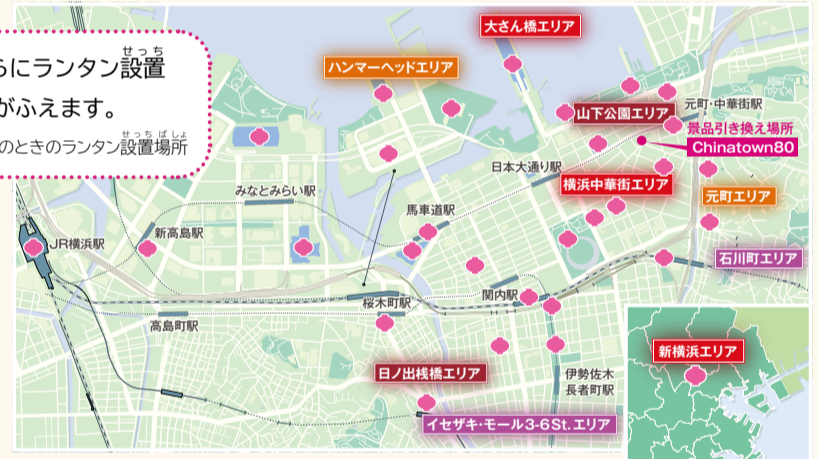 らにランタン設置
せっち
がふえます。
のときのランタン設置場所
せっちばしょ
大さん橋エリア
ハンマーヘッドエリア
山下公園エリア
元町・中華街駅
景品引き換え場所
Chinatown80
日本大通り駅
横浜中華街エリア
元町エリア
みなとみらい駅
馬車道駅
新高島駅
JR横浜駅
石川町エリア
桜木町駅
関内駅
高島町駅
新横浜エリア
日ノ出桟橋エリア
伊勢佐木
長者町駅
イセザキ・モール3-6St.エリア